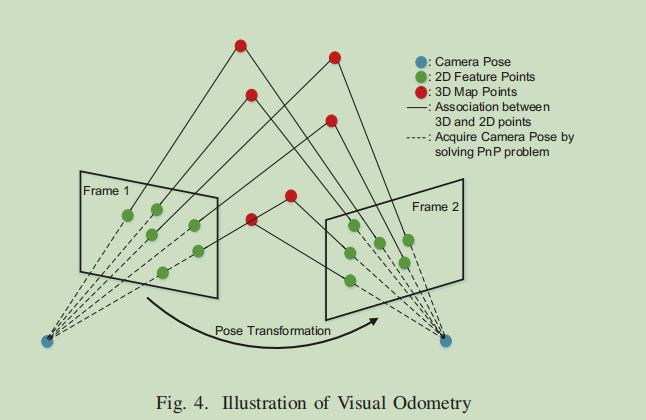 : Camera Pose
: 2D Feature Points
: 3D Map Points
: Association between
3D and 2D points
: Acquire Camera Pose by
solving PnP problem
Frame 1
Frame 2
Pose Transformation
Fig. 4. Illustration of Visual Odometry